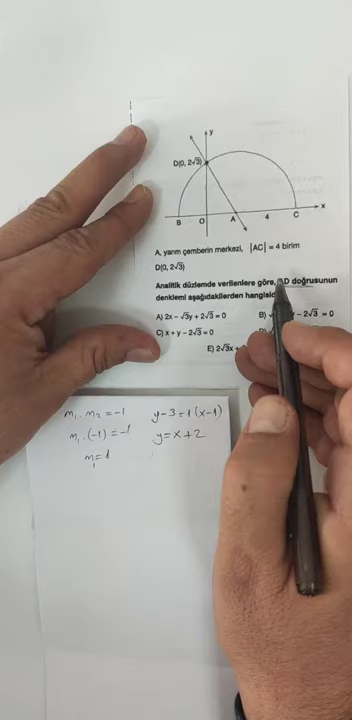 y
D(0, 2√3)
x
B O A 4 C
A, yarım çemberin merkezi, |AC| = 4 birim
D(0, 2√3)
Analitik düzlemde verilenlere göre, AD doğrusunun
denklemi aşağıdakilerden
A) 2x - √3y + 2√3 = 0 B) y - 2√3 = 0
C) x + y - 2√3 = 0
E) 2√3x +
m₁ . m₂ = -1 y-3 = 1(x-1)
m₁ . (-1) = -1 y = x+2
m₁ = 1